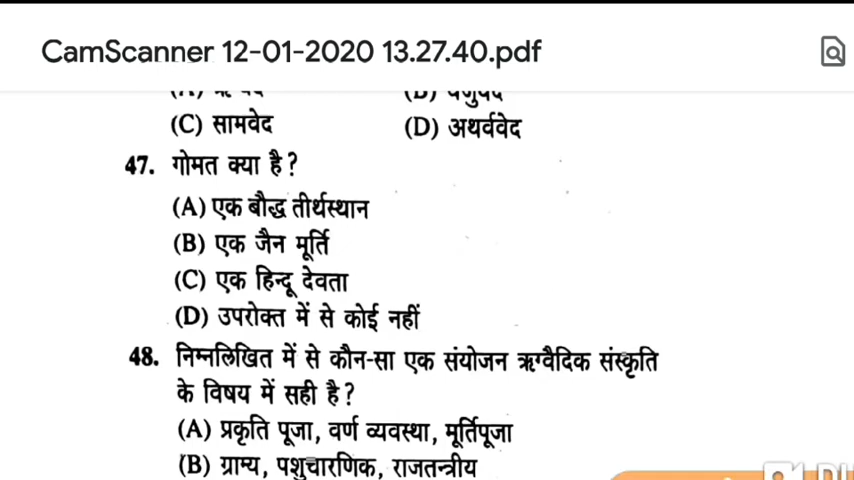 CamScanner 12-01-2020 13.27.40.pdf
(C) सामवेद (D) अथर्ववेद
47. गोमत क्या है?
(A) एक बौद्ध तीर्थस्थान
(B) एक जैन मूर्ति
(C) एक हिन्दू देवता
(D) उपरोक्त में से कोई नहीं
48. निम्नलिखित में से कौन-सा एक संयोजन ऋग्वैदिक संस्कृति
के विषय में सही है?
(A) प्रकृति पूजा, वर्ण व्यवस्था, मूर्तिपूजा
(B) ग्राम्य, पशुचारणिक, राजतन्त्रीय